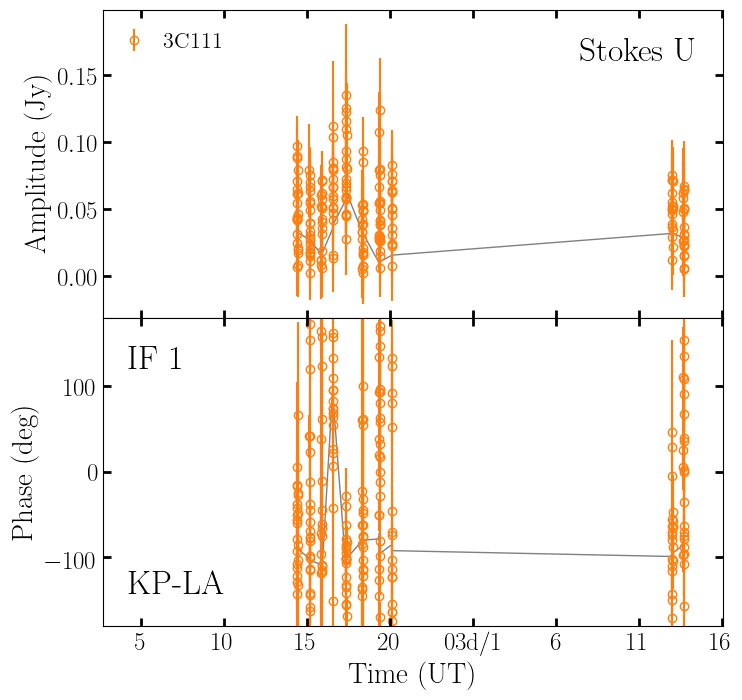 3C111
Stokes U
0.15
0.10
0.05
0.00
Amplitude (Jy)
IF 1
100
0
−100
Phase (deg)
KP-LA
5 10 15 20 03d/1 6 11 16
Time (UT)